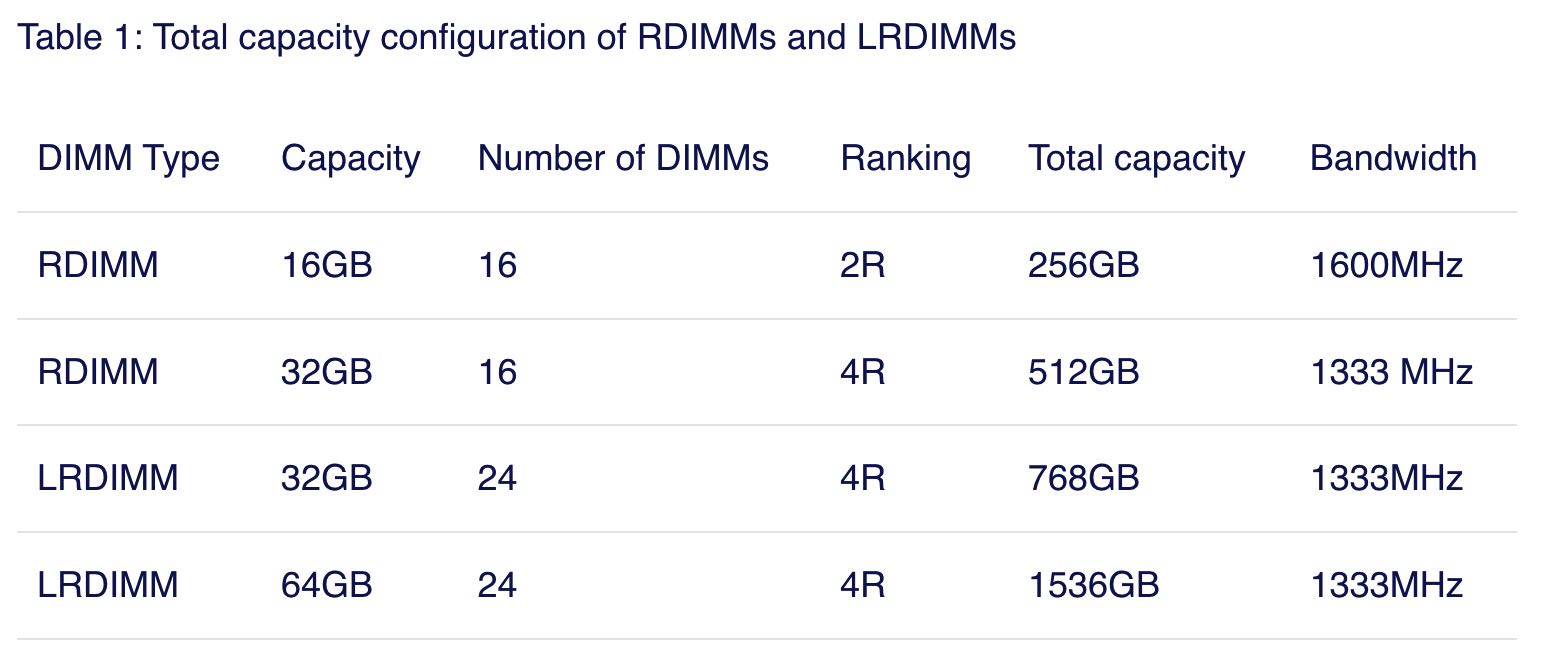 Table 1: Total capacity configuration of RDIMMs and LRDIMMs
DIMM Type Capacity Number of DIMMs Ranking Total capacity Bandwidth
RDIMM 16GB 16 2R 256GB 1600MHz
RDIMM 32GB 16 4R 512GB 1333 MHz
LRDIMM 32GB 24 4R 768GB 1333MHz
LRDIMM 64GB 24 4R 1536GB 1333MHz